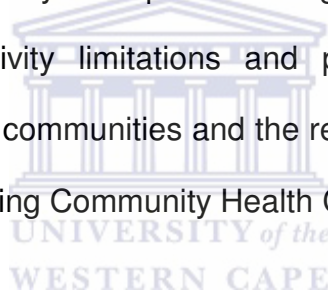 ivity limitations and
communities and the re
ing Community Health
UNIVERSITY of the
WESTERN CAPE